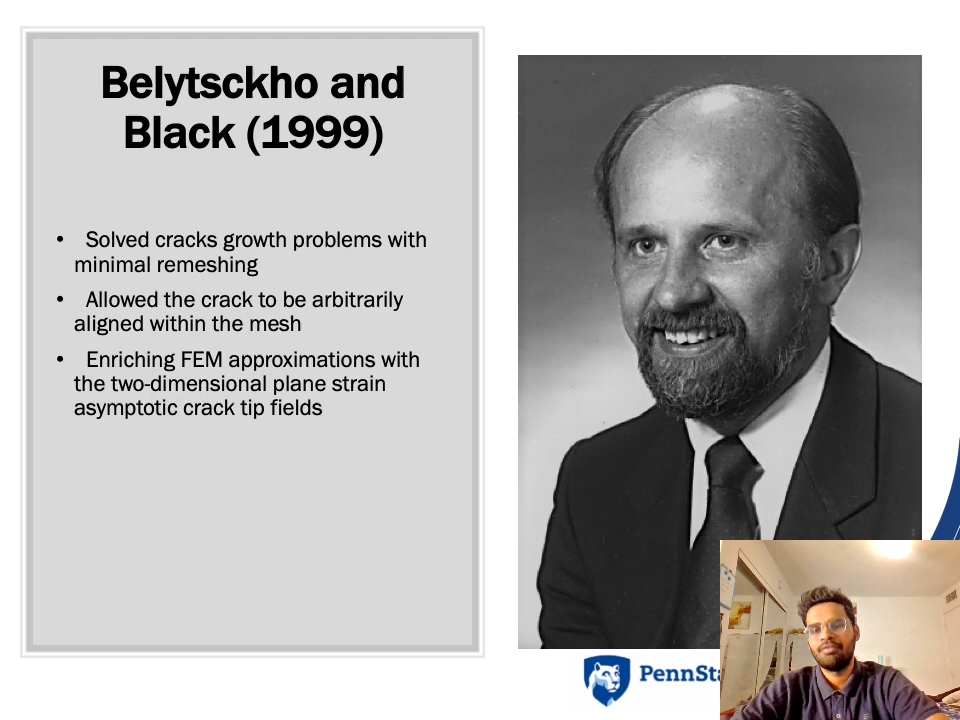 Belytsckho and
Black (1999)
• Solved cracks growth problems with
minimal remeshing
• Allowed the crack to be arbitrarily
aligned within the mesh
• Enriching FEM approximations with
the two-dimensional plane strain
asymptotic crack tip fields
PennSta